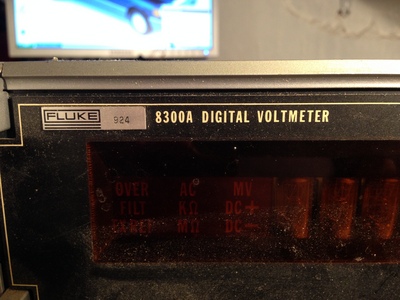 FLUKE 924 8300A DIGITAL VOLTMETER
OVER AC MV
FILT KΩ DC+
MΩ DC-